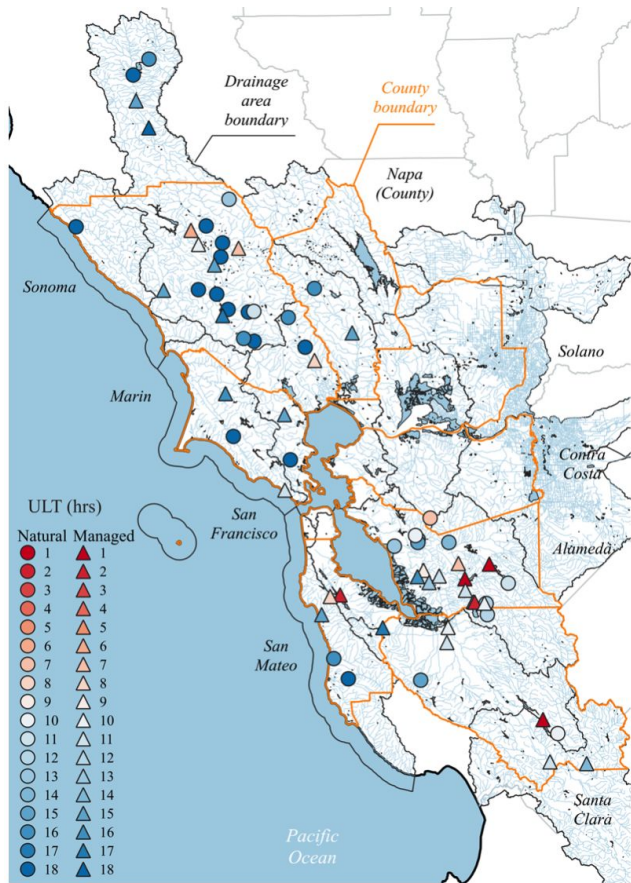 Drainage
area
boundary
County
boundary
Napa
(County)
Sonoma
Solano
Marin
Contra
Costa
ULT (hrs)
San
Francisco
Natural Managed
Alameda
1 1
2 2
3 3
4 4
5 5
6 6
7 7
8 8
9 9
10 10
11 11
12 12
13 13
14 14
15 15
16 16
17 17
18 18
San
Mateo
Santa
Clara
Pacific
Ocean